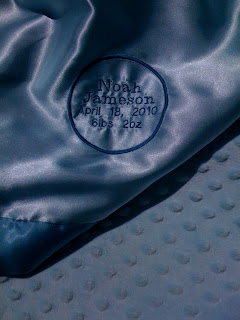 Noah
Jameson
April 18, 2010
6lbs 2oz